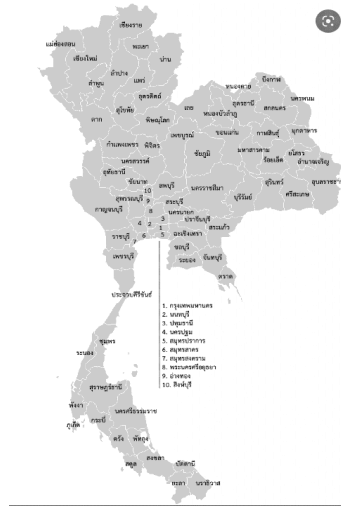 เชียงราย
แม่ฮ่องสอน
พะเยา
เชียงใหม่
น่าน
ลำปาง
ลำพูน
แพร่
อุตรดิตถ์
สุโขทัย
ตาก
พิษณุโลก
เลย
หนองคาย
บึงกาฬ
อุดรธานี
นครพนม
สกลนคร
หนองบัวลำภู
เพชรบูรณ์
ขอนแก่น
กาฬสินธุ์
มุกดาหาร
กำแพงเพชร
พิจิตร
ชัยภูมิ
มหาสารคาม
ร้อยเอ็ด
ยโสธร
อำนาจเจริญ
นครสวรรค์
อุทัยธานี
ชัยนาท
ลพบุรี
นครราชสีมา
สุรินทร์
อุบลราชธานี
ศรีสะเกษ
บุรีรัมย์
10
สุพรรณบุรี
9
สระบุรี
กาญจนบุรี
8
นครนายก
3
ปราจีนบุรี
4
2
1
สระแก้ว
ราชบุรี
6
5
ฉะเชิงเทรา
7
ชลบุรี
เพชรบุรี
ระยอง
จันทบุรี
ตราด
ประจวบคีรีขันธ์
1. กรุงเทพมหานคร
2. นนทบุรี
3. ปทุมธานี
4. นครปฐม
5. สมุทรปราการ
6. สมุทรสาคร
7. สมุทรสงคราม
8. พระนครศรีอยุธยา
9. อ่างทอง
10. สิงห์บุรี
ชุมพร
ระนอง
สุราษฎร์ธานี
พังงา
นครศรีธรรมราช
กระบี่
ภูเก็ต
ตรัง
พัทลุง
สงขลา
สตูล
ปัตตานี
ยะลา
นราธิวาส